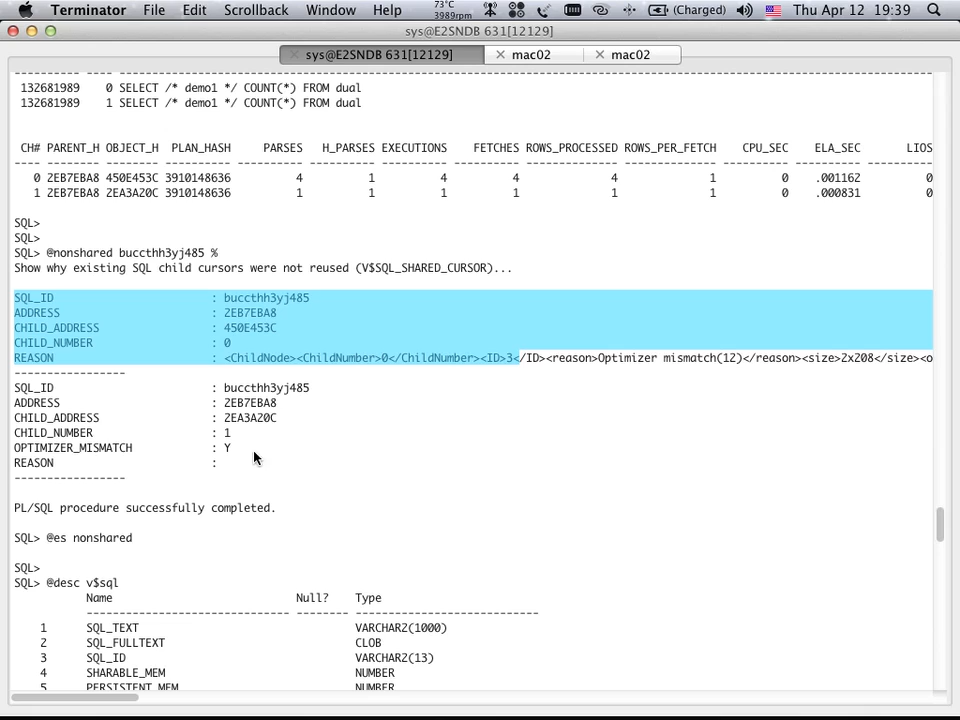 Terminator File Edit Scrollback Window Help 73°C 3989rpm (Charged) Thu Apr 12 19:39
sys@E2SNDB 631[12129]
sys@E2SNDB 631[12129] mac02 mac02
---------- ---- ------------------------------------------------------------
132681989 0 SELECT /* demo1 */ COUNT(*) FROM dual
132681989 1 SELECT /* demo1 */ COUNT(*) FROM dual
CH# PARENT_H OBJECT_H PLAN_HASH PARSES H_PARSES EXECUTIONS FETCHES ROWS_PROCESSED ROWS_PER_FETCH CPU_SEC ELA_SEC LIOS
---- -------- -------- ---------- ---------- ---------- ---------- ---------- -------------- -------------- ---------- ---------- ----------
0 2EB7EBA8 450E453C 3910148636 4 1 4 4 4 1 0 .001162 0
1 2EB7EBA8 2EA3A20C 3910148636 1 1 1 1 1 1 0 .000831 0
SQL>
SQL>
SQL> @nonshared buccthh3yj485 %
Show why existing SQL child cursors were not reused (V$SQL_SHARED_CURSOR)...
SQL_ID : buccthh3yj485
ADDRESS : 2EB7EBA8
CHILD_ADDRESS : 450E453C
CHILD_NUMBER : 0
REASON : <ChildNode><ChildNumber>0</ChildNumber><ID>3</ID><reason>Optimizer mismatch(12)</reason><size>2x208</size><o
-----------------
SQL_ID : buccthh3yj485
ADDRESS : 2EB7EBA8
CHILD_ADDRESS : 2EA3A20C
CHILD_NUMBER : 1
OPTIMIZER_MISMATCH : Y
REASON :
-----------------
PL/SQL procedure successfully completed.
SQL> @es nonshared
SQL>
SQL> @desc v$sql
Name Null? Type
------------------------------- -------- ----------------------------
1 SQL_TEXT VARCHAR2(1000)
2 SQL_FULLTEXT CLOB
3 SQL_ID VARCHAR2(13)
4 SHARABLE_MEM NUMBER
5 PERSISTENT_MEM NUMBER